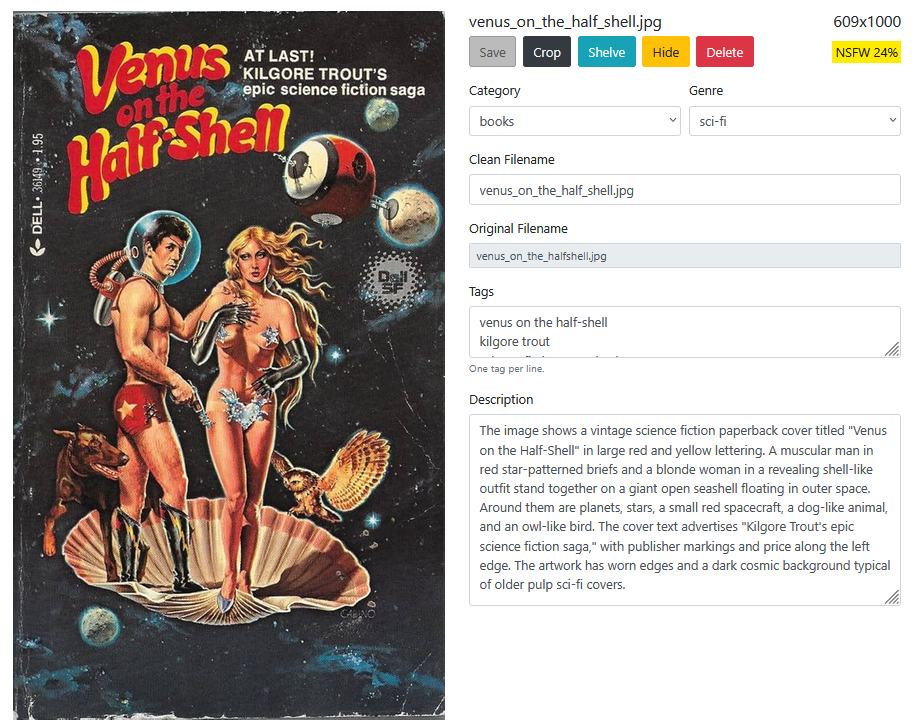 Venus
on the
Half-Shell
AT LAST!
KILGORE TROUT'S
epic science fiction saga
DELL • 36149 • 1.95
Dell
SF
GADINO
venus_on_the_half_shell.jpg
609x1000
Save
Crop
Shelve
Hide
Delete
NSFW 24%
Category
Genre
books
sci-fi
Clean Filename
venus_on_the_half_shell.jpg
Original Filename
venus_on_the_halfshell.jpg
Tags
venus on the half-shell
kilgore trout
One tag per line.
Description
The image shows a vintage science fiction paperback cover titled "Venus
on the Half-Shell" in large red and yellow lettering. A muscular man in
red star-patterned briefs and a blonde woman in a revealing shell-like
outfit stand together on a giant open seashell floating in outer space.
Around them are planets, stars, a small red spacecraft, a dog-like animal,
and an owl-like bird. The cover text advertises "Kilgore Trout's epic
science fiction saga," with publisher markings and price along the left
edge. The artwork has worn edges and a dark cosmic background typical
of older pulp sci-fi covers.